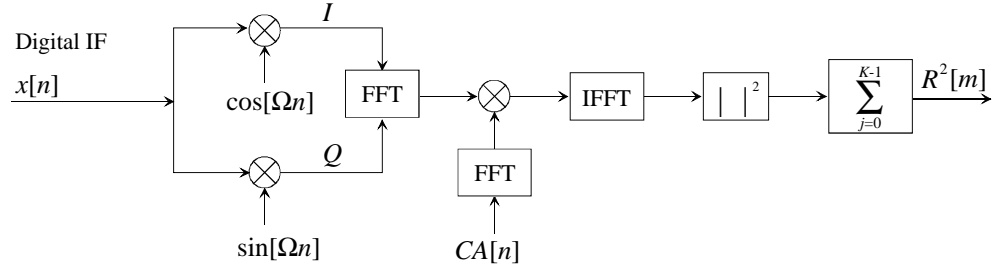 Digital IF
x[n]
I
cos[Ωn]
Q
sin[Ωn]
FFT
FFT
CA[n]
IFFT
| |²
K-1
∑
j=0
R²[m]